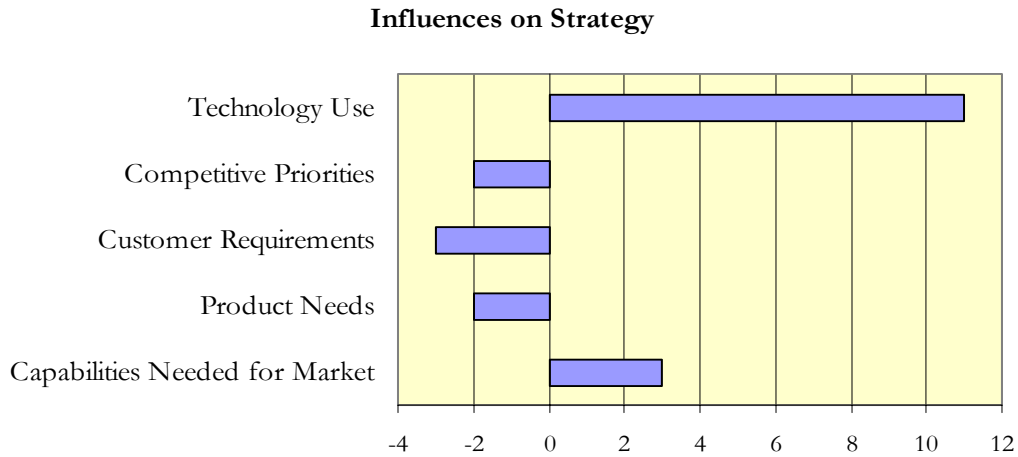 Influences on Strategy
Technology Use
Competitive Priorities
Customer Requirements
Product Needs
Capabilities Needed for Market
-4 -2 0 2 4 6 8 10 12